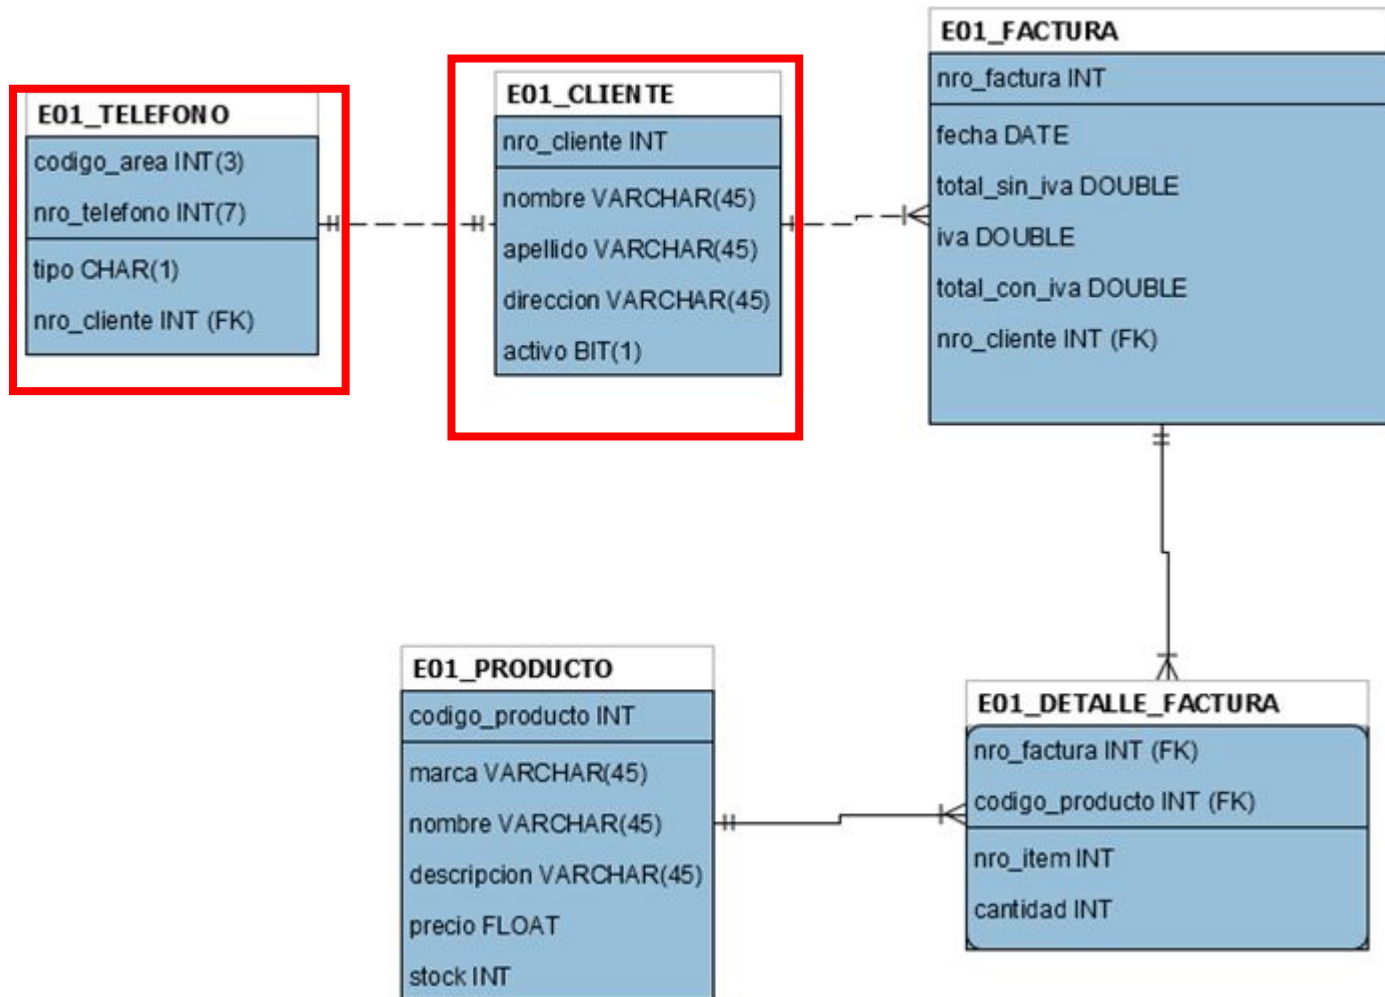 E01_TELEFONO
codigo_area INT(3)
nro_telefono INT(7)
tipo CHAR(1)
nro_cliente INT (FK)
E01_CLIENTE
nro_cliente INT
nombre VARCHAR(45)
apellido VARCHAR(45)
direccion VARCHAR(45)
activo BIT(1)
E01_FACTURA
nro_factura INT
fecha DATE
total_sin_iva DOUBLE
iva DOUBLE
total_con_iva DOUBLE
nro_cliente INT (FK)
E01_PRODUCTO
codigo_producto INT
marca VARCHAR(45)
nombre VARCHAR(45)
descripcion VARCHAR(45)
precio FLOAT
stock INT
E01_DETALLE_FACTURA
nro_factura INT (FK)
codigo_producto INT (FK)
nro_item INT
cantidad INT